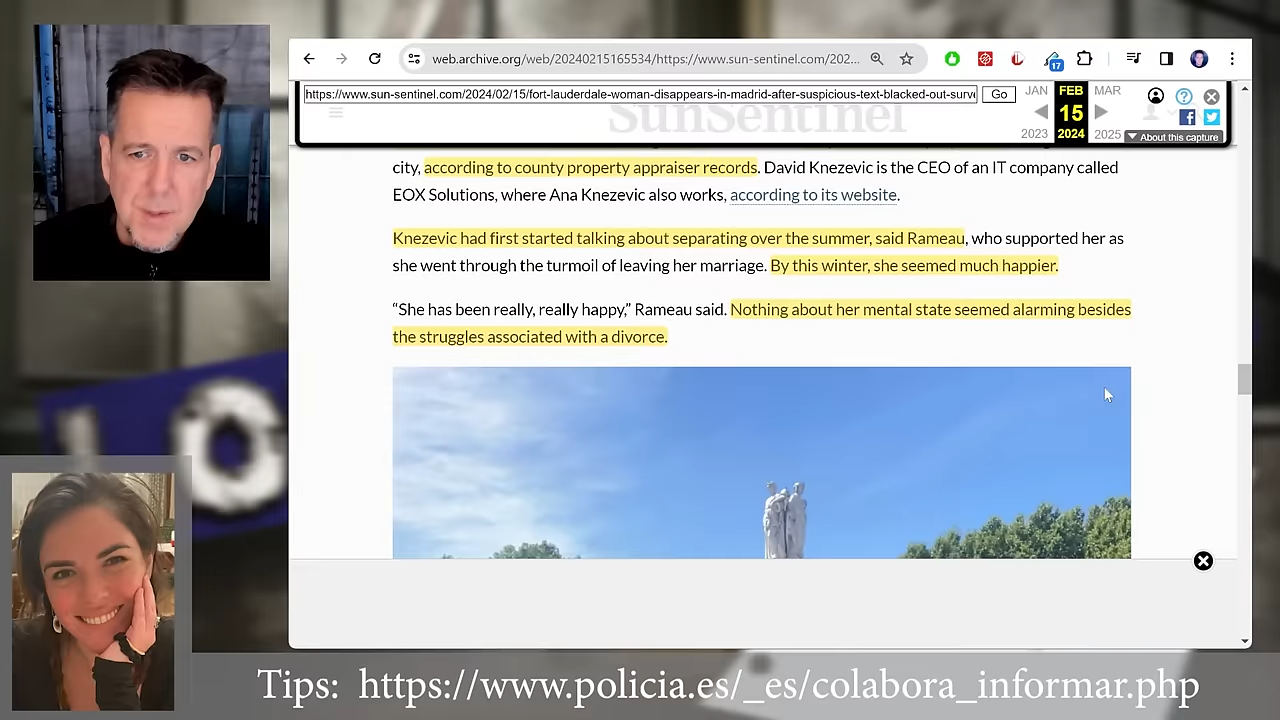 web.archive.org/web/20240215165534/https://www.sun-sentinel.com/202...
17
https://www.sun-sentinel.com/2024/02/15/fort-lauderdale-woman-disappears-in-madrid-after-suspicious-text-blacked-out-surve
Go
JAN
FEB
MAR
15
2023
2024
2025
About this capture
SunSentinel
city, according to county property appraiser records. David Knezevic is the CEO of an IT company called
EOX Solutions, where Ana Knezevic also works, according to its website.
Knezevic had first started talking about separating over the summer, said Rameau, who supported her as
she went through the turmoil of leaving her marriage. By this winter, she seemed much happier.
“She has been really, really happy,” Rameau said. Nothing about her mental state seemed alarming besides
the struggles associated with a divorce.
Tips: https://www.policia.es/_es/colabora_informar.php